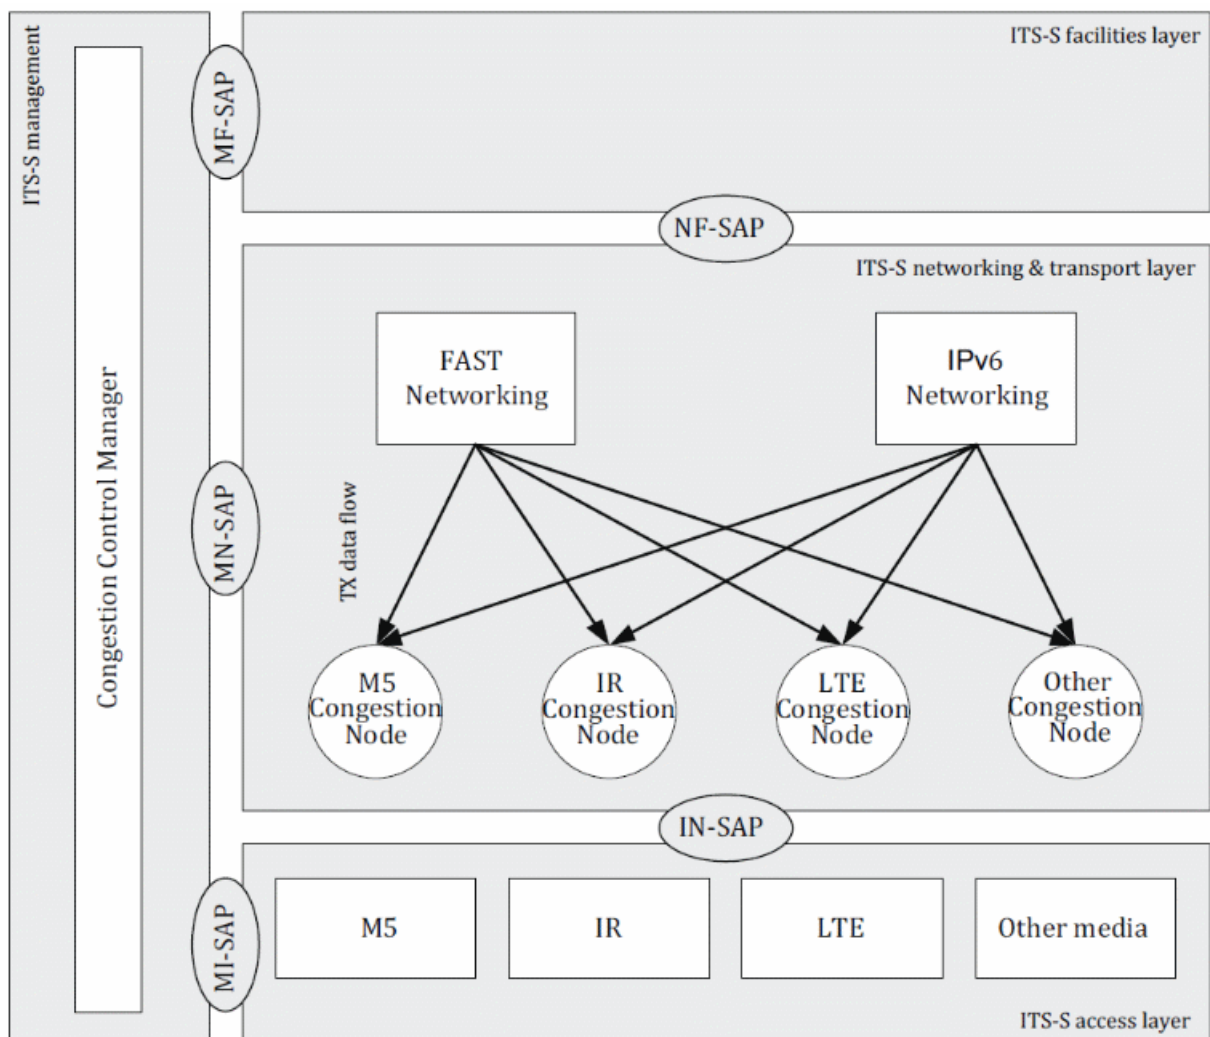 ITS-S management
Congestion Control Manager
MF-SAP
ITS-S facilities layer
NF-SAP
ITS-S networking & transport layer
FAST
Networking
IPv6
Networking
MN-SAP
TX data flow
M5
Congestion
Node
IR
Congestion
Node
LTE
Congestion
Node
Other
Congestion
Node
IN-SAP
MI-SAP
M5
IR
LTE
Other media
ITS-S access layer